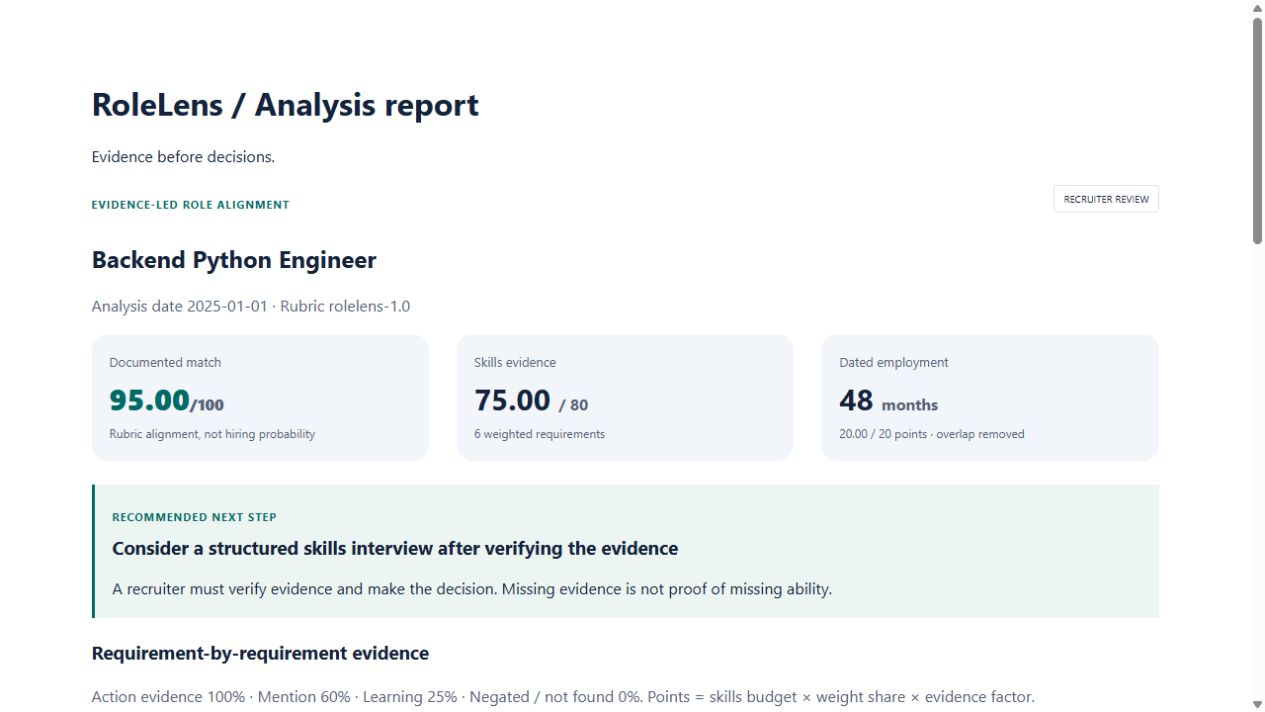 RoleLens / Analysis report
Evidence before decisions.
EVIDENCE-LED ROLE ALIGNMENT
RECRUITER REVIEW
Backend Python Engineer
Analysis date 2025-01-01 · Rubric rolelens-1.0
Documented match
95.00/100
Rubric alignment, not hiring probability
Skills evidence
75.00 / 80
6 weighted requirements
Dated employment
48 months
20.00 / 20 points · overlap removed
RECOMMENDED NEXT STEP
Consider a structured skills interview after verifying the evidence
A recruiter must verify evidence and make the decision. Missing evidence is not proof of missing ability.
Requirement-by-requirement evidence
Action evidence 100% · Mention 60% · Learning 25% · Negated / not found 0%. Points = skills budget × weight share × evidence factor.